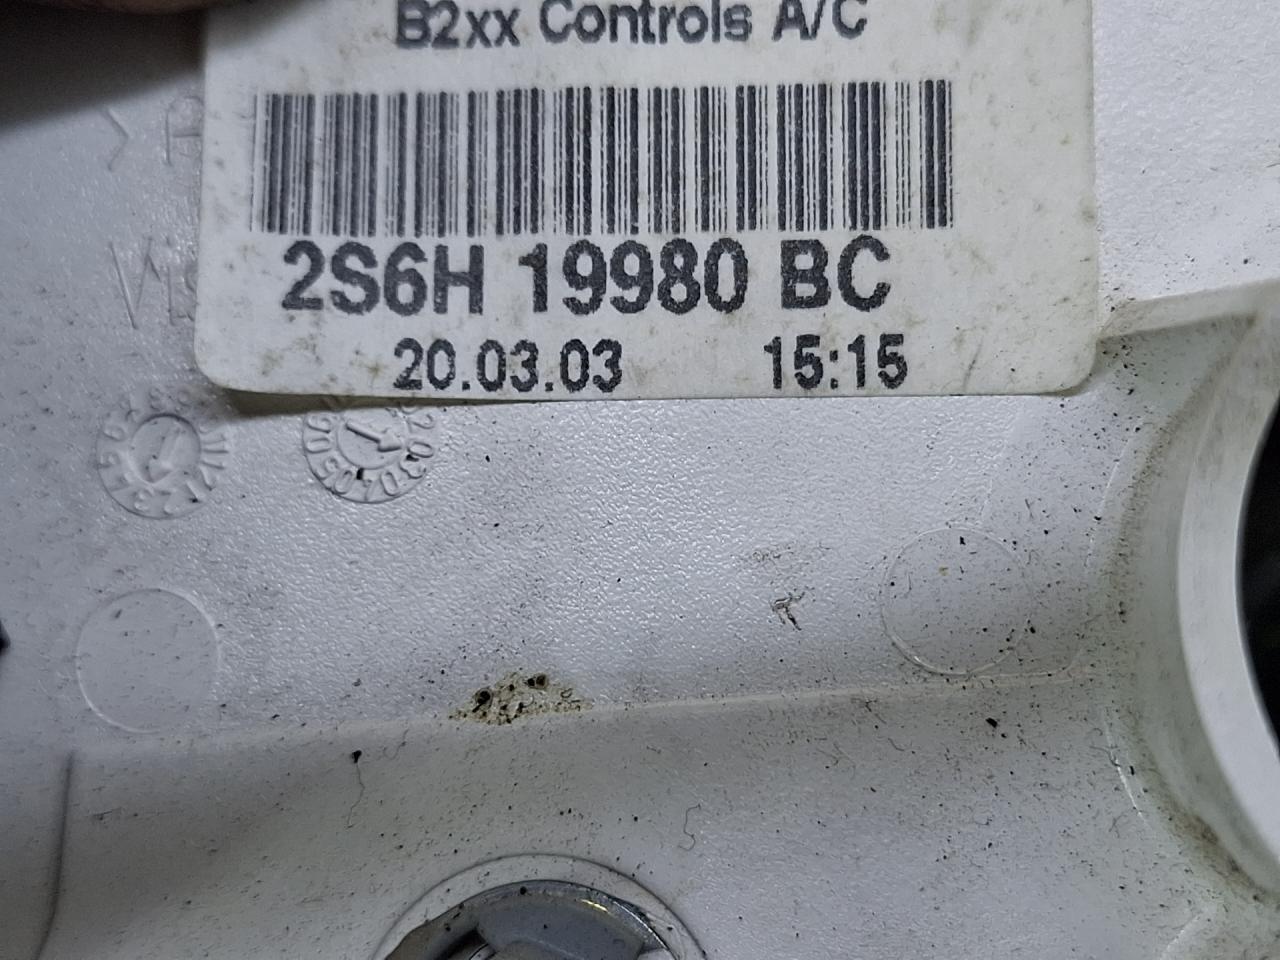 B2xx Controls A/C
2S6H 19980 BC
20.03.03 15:15